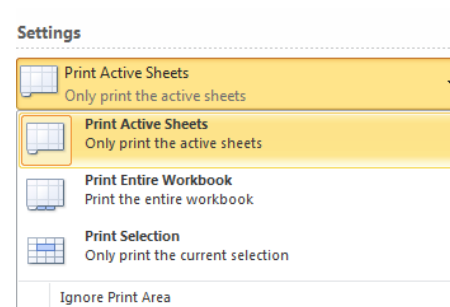 Settings
Print Active Sheets
Only print the active sheets
Print Active Sheets
Only print the active sheets
Print Entire Workbook
Print the entire workbook
Print Selection
Only print the current selection
Ignore Print Area